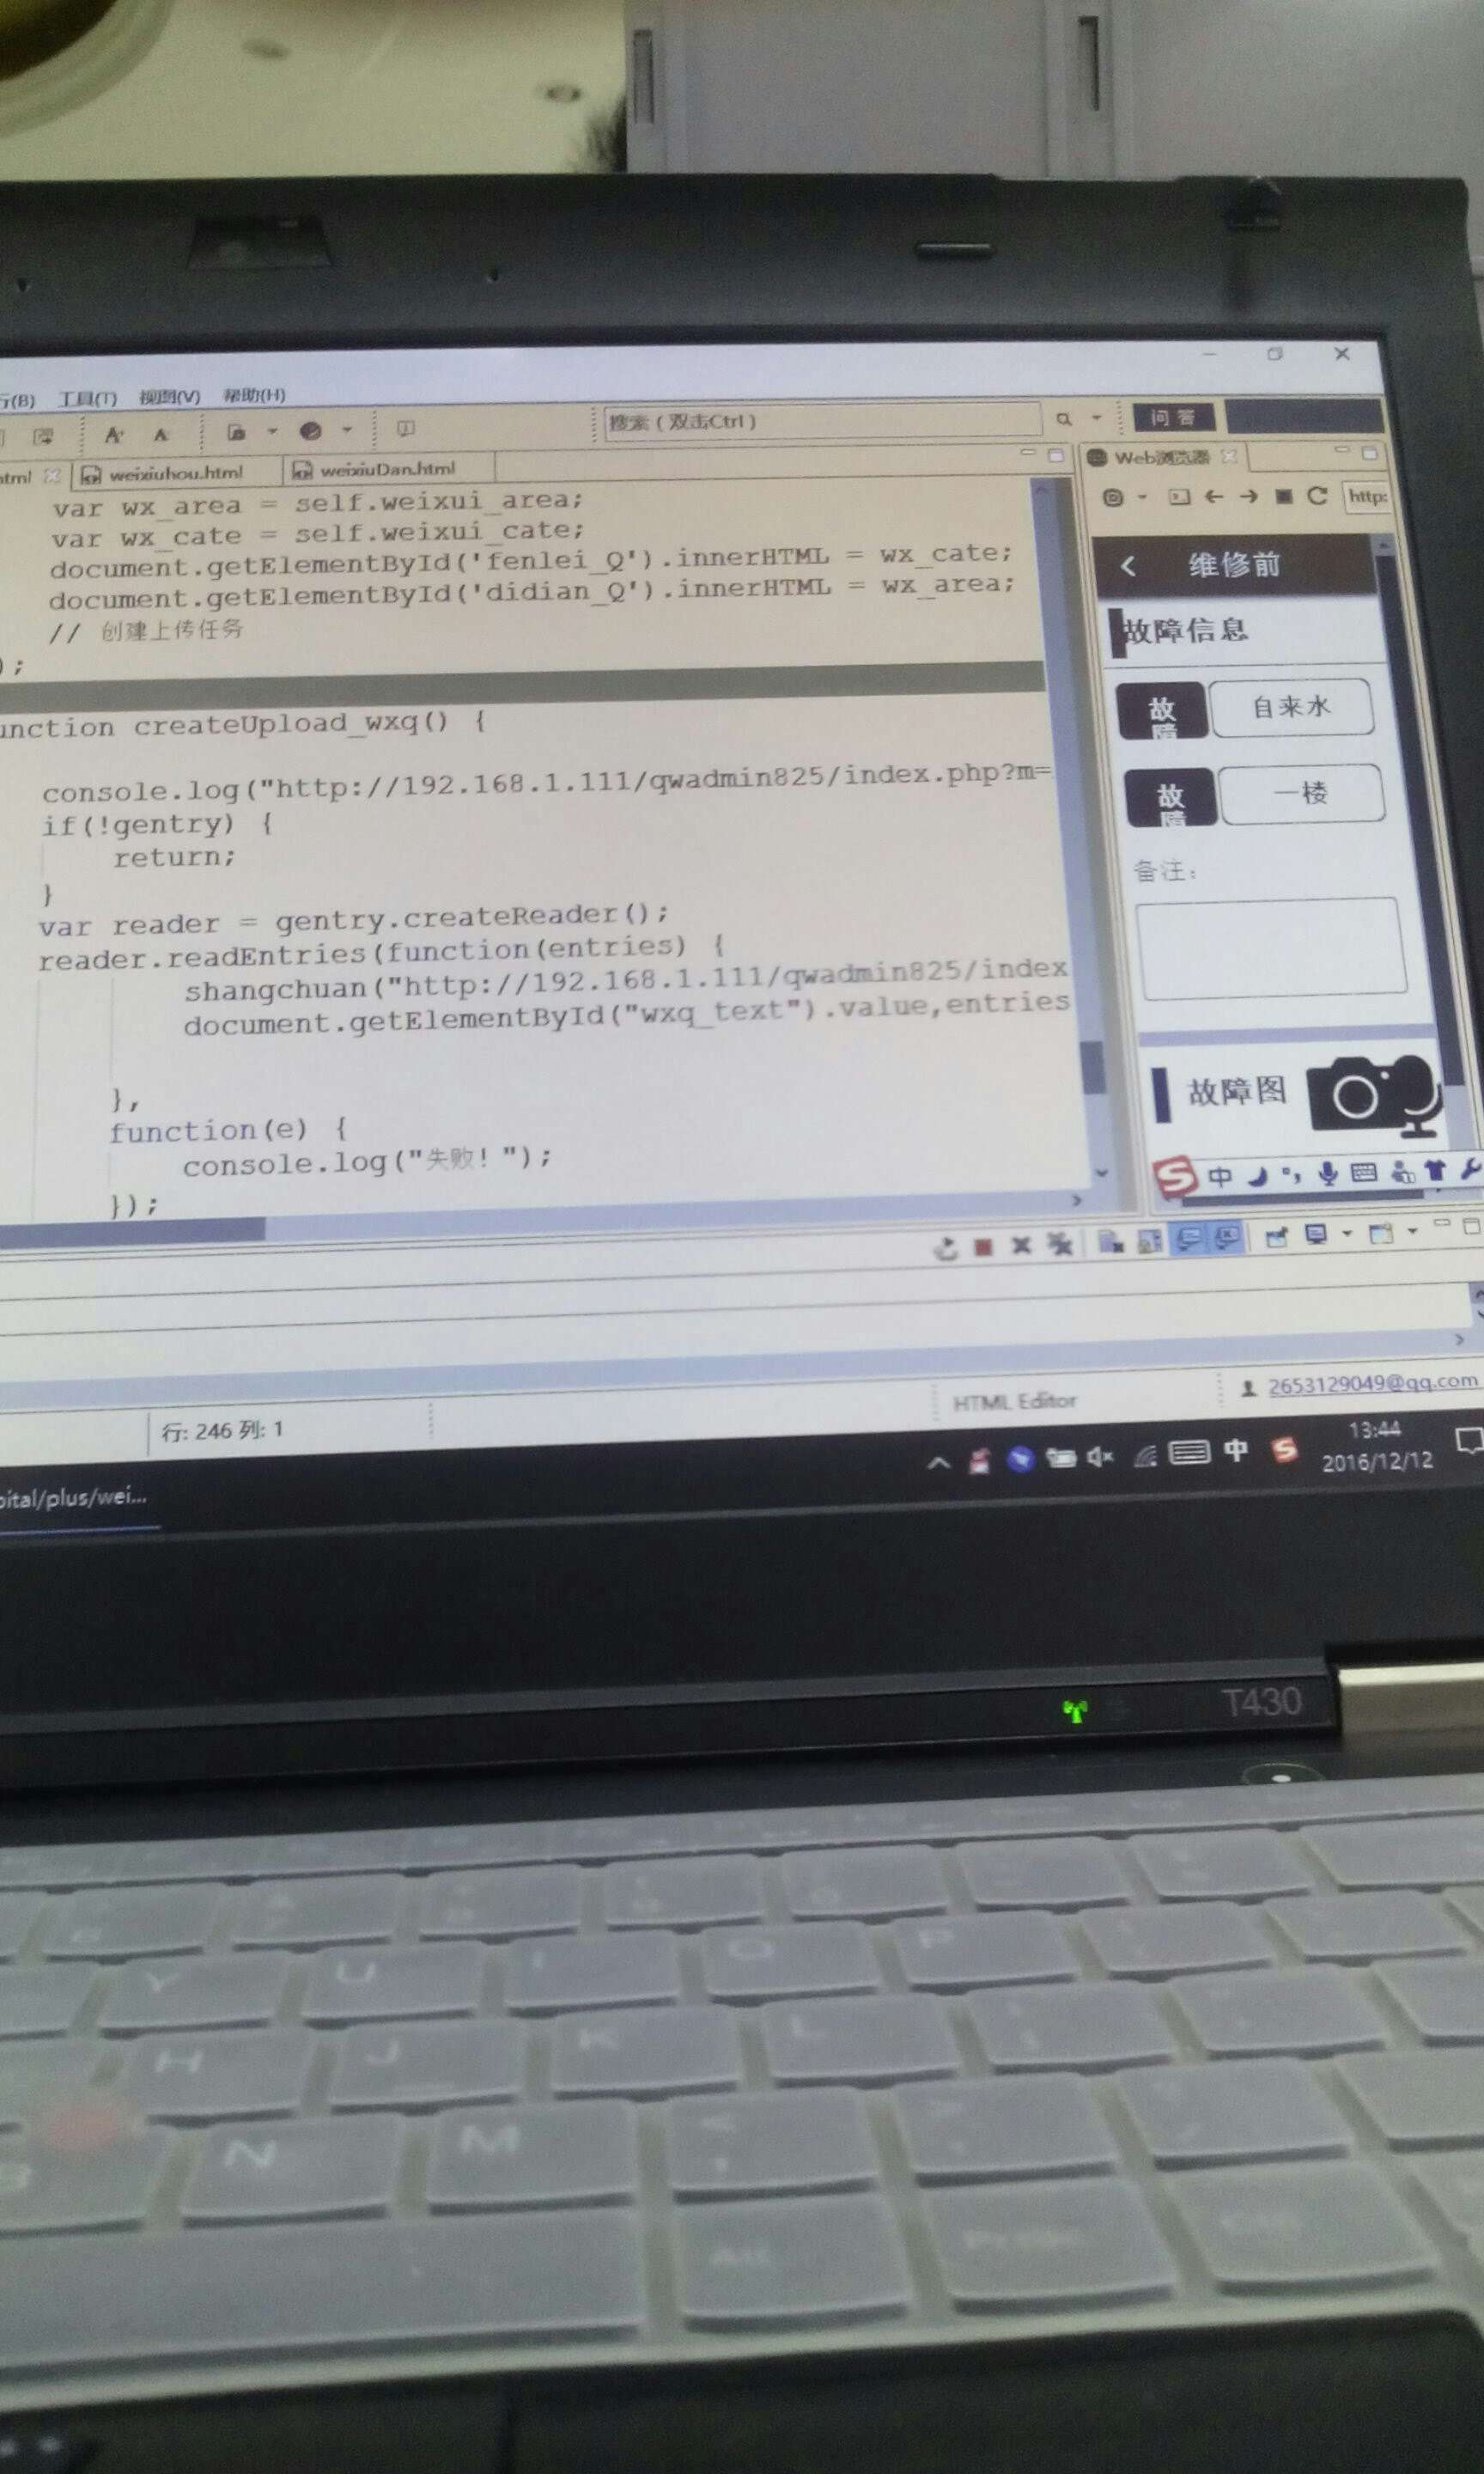 行(B) 工具(T) 视图(V) 帮助(H)
搜索(双击Ctrl)
问答
html
weixiuhou.html
weixiuDan.html
Web浏览器
http:
var wx_area = self.weixui_area;
var wx_cate = self.weixui_cate;
document.getElementById('fenlei_Q').innerHTML = wx_cate;
document.getElementById('didian_Q').innerHTML = wx_area;
// 创建上传任务
);
unction createUpload_wxq() {
console.log("http://192.168.1.111/qwadmin825/index.php?m=
if(!gentry) {
return;
}
var reader = gentry.createReader();
reader.readEntries(function(entries) {
shangchuan("http://192.168.1.111/qwadmin825/index
document.getElementById("wxq_text").value,entries
},
function(e) {
console.log("失败！");
});
维修前
故障信息
故障
自来水
故障
一楼
备注:
故障图
中
行: 246 列: 1
HTML Editor
2653129049@qq.com
pital/plus/wei...
中
13:44
2016/12/12
T430
Y U I O P
H J K L
N M
Alt